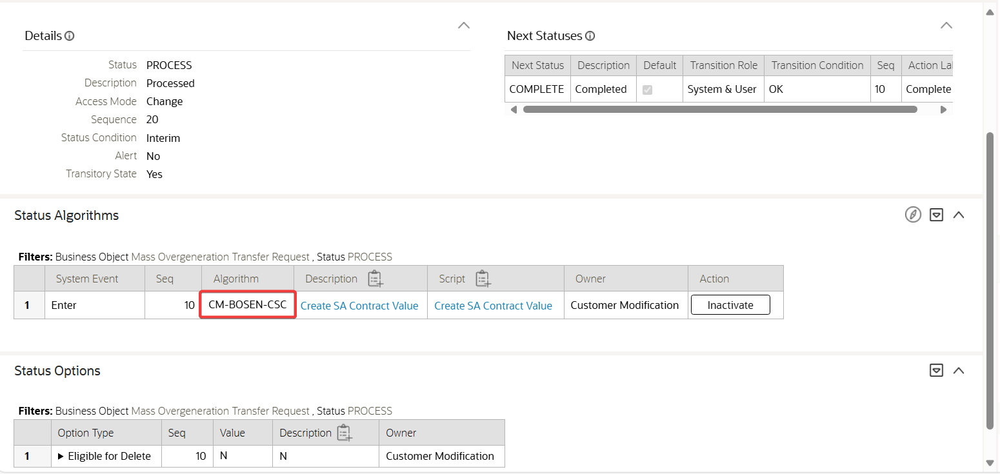 Details
Status PROCESS
Description Processed
Access Mode Change
Sequence 20
Status Condition Interim
Alert No
Transitory State Yes
Next Statuses
Next Status Description Default Transition Role Transition Condition Seq Action Lal
COMPLETE Completed System & User OK 10 Complete
Status Algorithms
Filters: Business Object Mass Overgeneration Transfer Request , Status PROCESS
System Event Seq Algorithm Description Script Owner Action
1 Enter 10 CM-BOSEN-CSC Create SA Contract Value Create SA Contract Value Customer Modification Inactivate
Status Options
Filters: Business Object Mass Overgeneration Transfer Request , Status PROCESS
Option Type Seq Value Description Owner
1 Eligible for Delete 10 N N Customer Modification